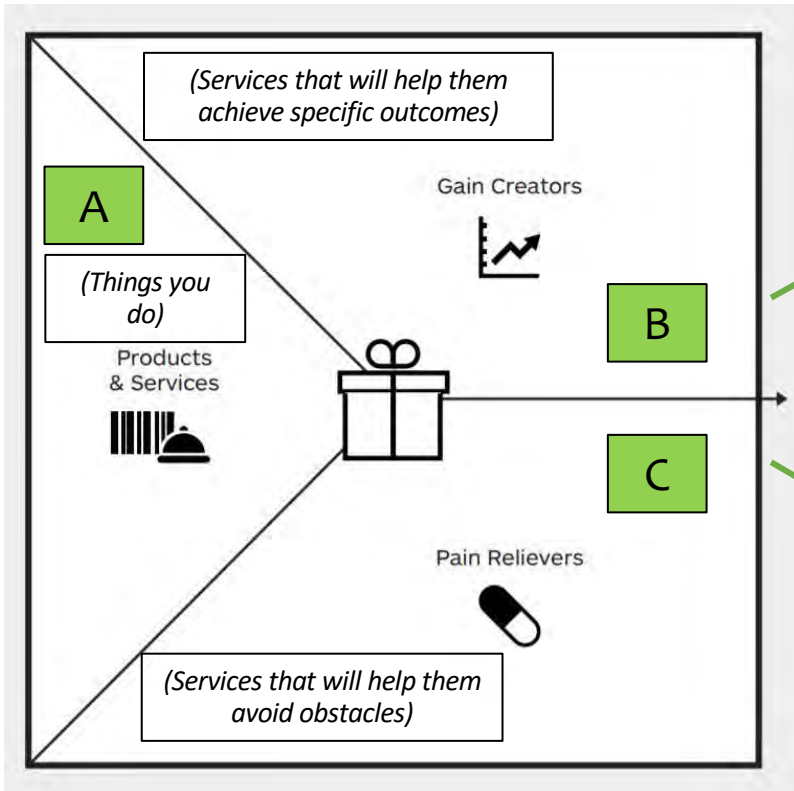 (Services that will help them
achieve specific outcomes)
Gain Creators
A
(Things you
do)
Products
& Services
B
C
Pain Relievers
(Services that will help them
avoid obstacles)